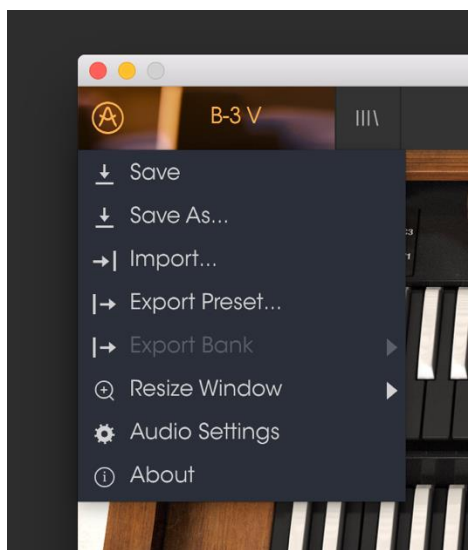 B-3 V
Save
Save As...
Import...
Export Preset...
Export Bank
Resize Window
Audio Settings
About